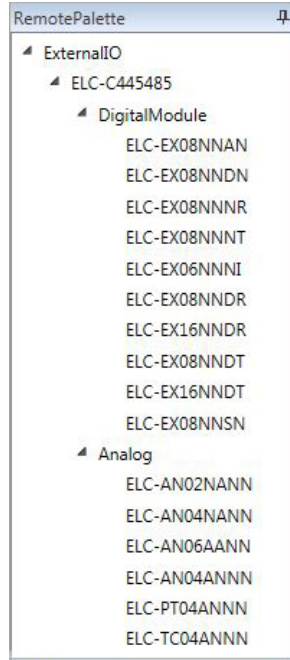 RemotePalette
ExternalIO
ELC-C445485
DigitalModule
ELC-EX08NNAN
ELC-EX08NNDN
ELC-EX08NNNR
ELC-EX08NNNT
ELC-EX06NNNI
ELC-EX08NNDR
ELC-EX16NNDR
ELC-EX08NNDT
ELC-EX16NNDT
ELC-EX08NNSN
Analog
ELC-AN02NANN
ELC-AN04NANN
ELC-AN06AANN
ELC-AN04ANNN
ELC-PT04ANNN
ELC-TC04ANNN